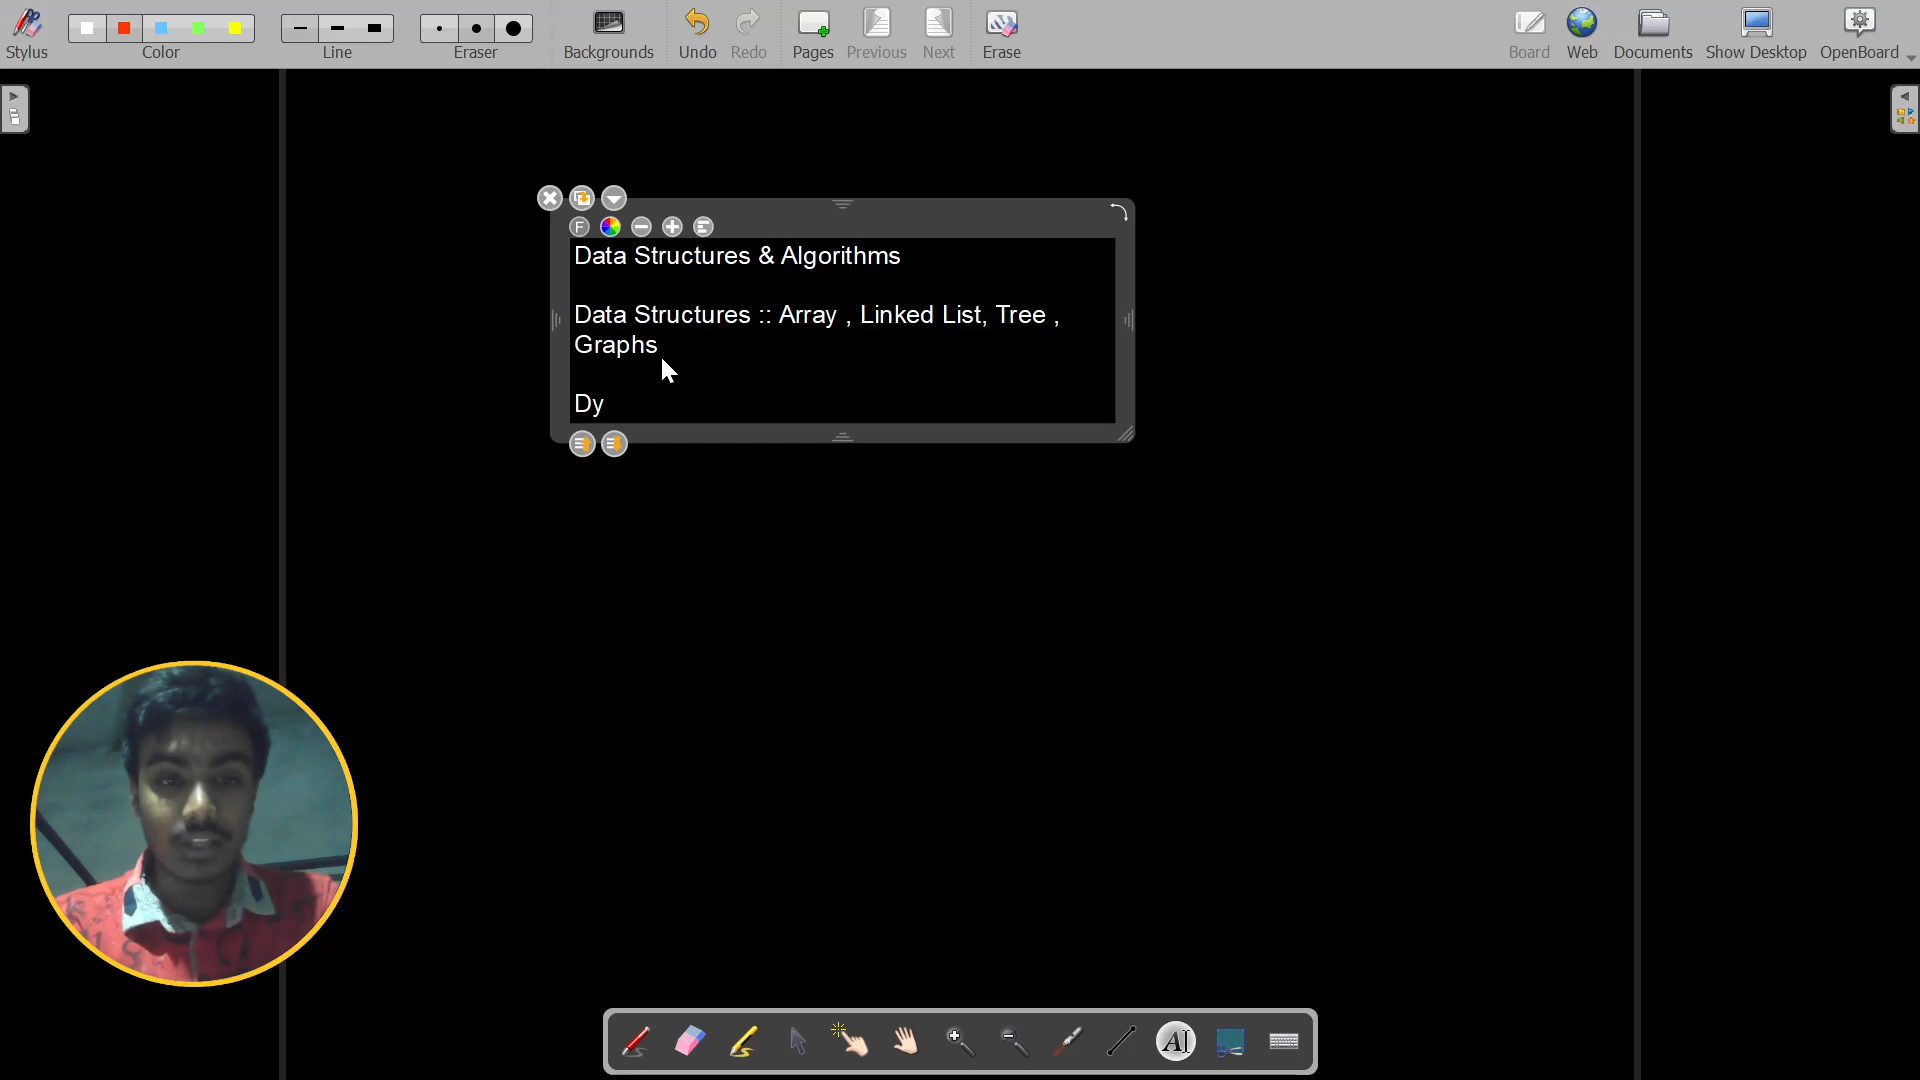 Stylus
Color
Line
Eraser
Backgrounds
Undo
Redo
Pages
Previous
Next
Erase
Board
Web
Documents
Show Desktop
OpenBoard
F
Data Structures & Algorithms
Data Structures :: Array , Linked List, Tree ,
Graphs
Dy
AI